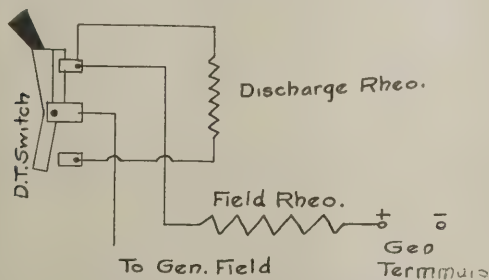 D.T. Switch
Discharge Rheo.
Field Rheo.
+ -
To Gen. Field
Gen